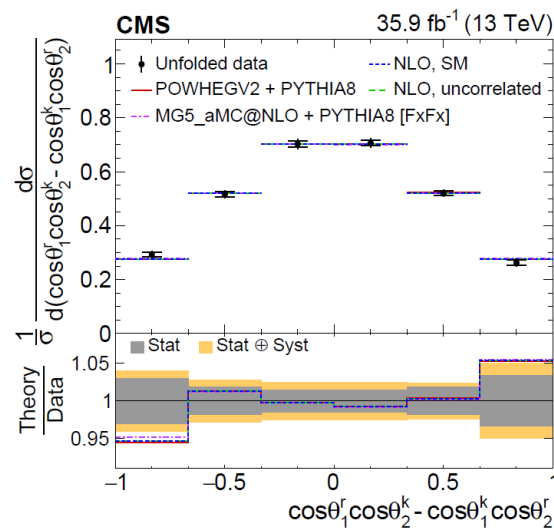 CMS 35.9 fb⁻¹ (13 TeV)
Unfolded data
NLO, SM
POWHEGV2 + PYTHIA8
NLO, uncorrelated
MG5_aMC@NLO + PYTHIA8 [FxFx]
1/σ dσ/d(cosθ₁ʳcosθ₂ᵏ - cosθ₁ᵏcosθ₂ʳ)
1
0.8
0.6
0.4
0.2
0
Stat
Stat ⊕ Syst
Theory/Data
1.05
1
0.95
−1 −0.5 0 0.5 1
cosθ₁ʳcosθ₂ᵏ - cosθ₁ᵏcosθ₂ʳ